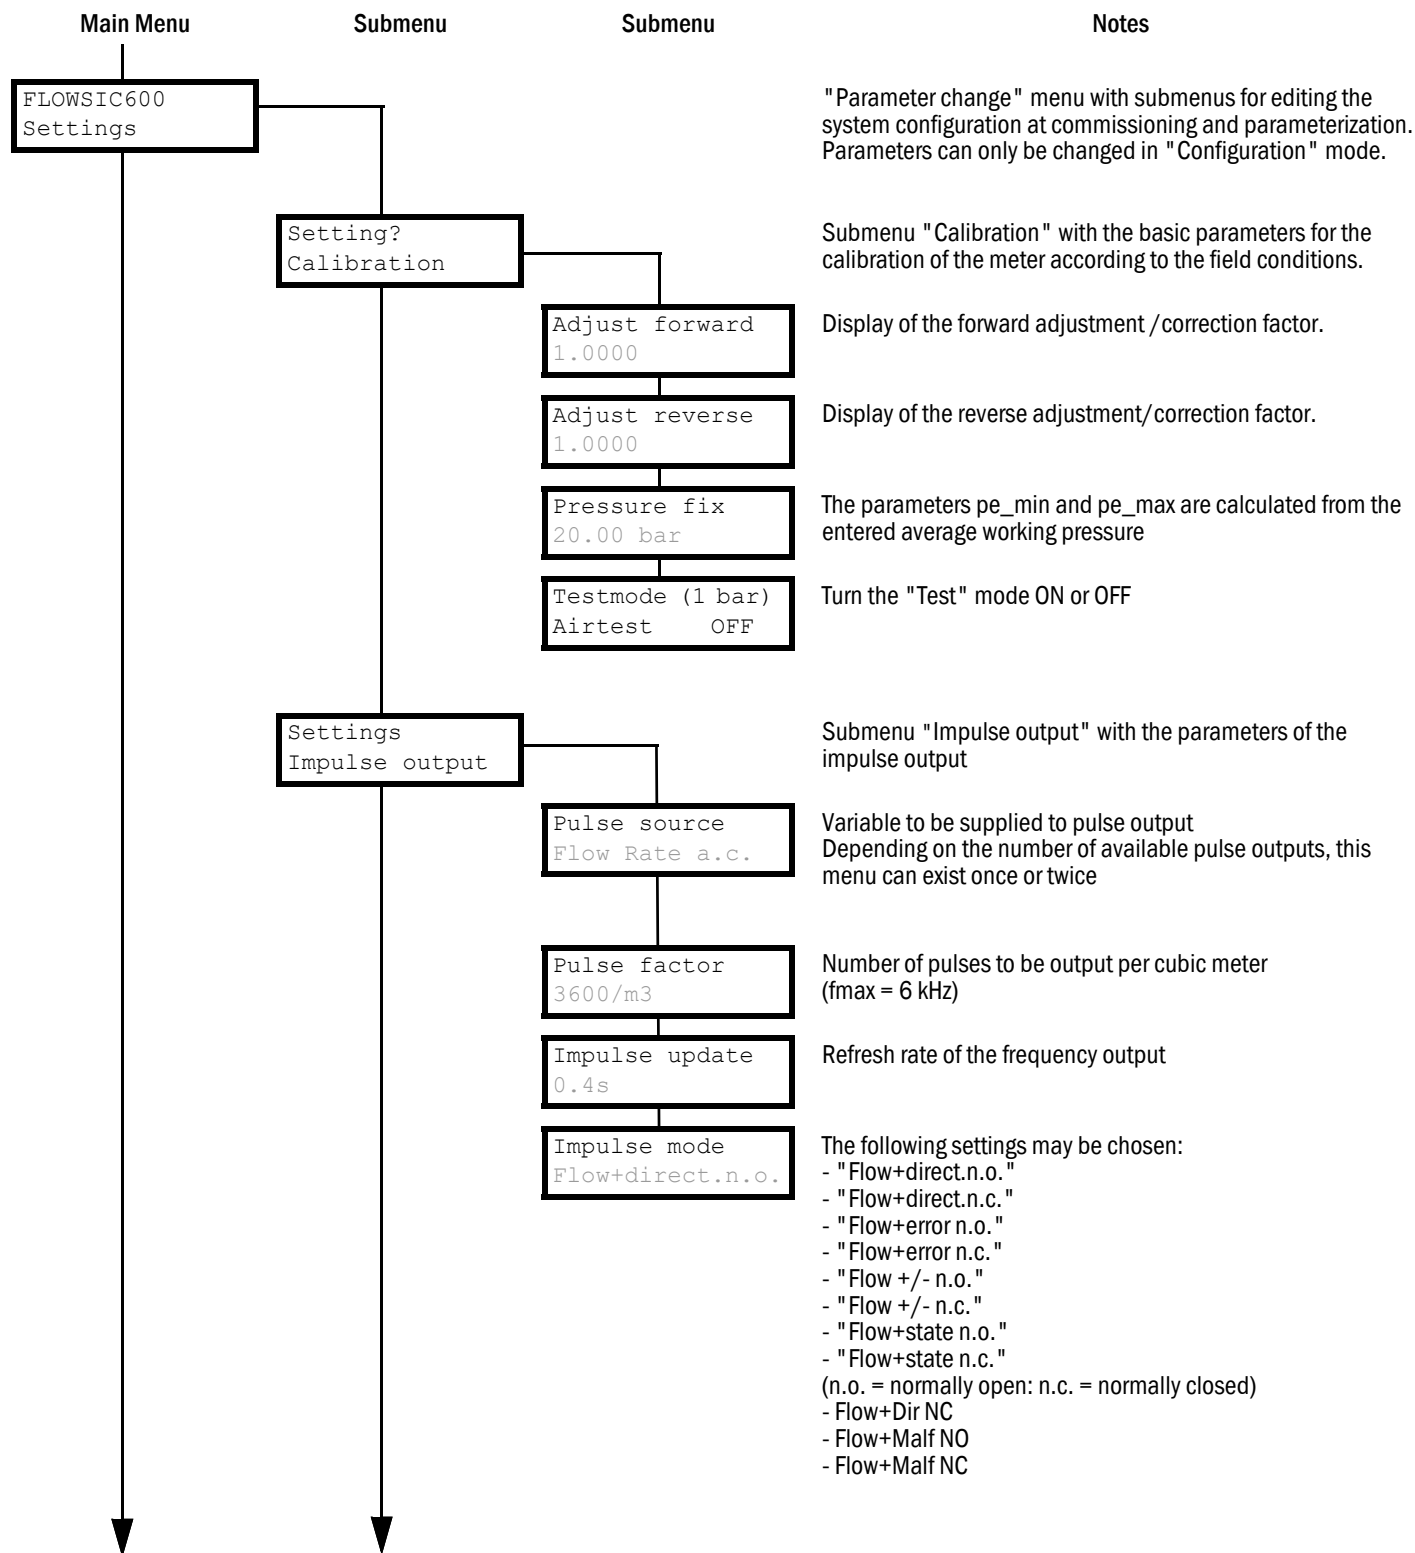 Main Menu Submenu Submenu Notes
FLOWSIC600
Settings
"Parameter change" menu with submenus for editing the
system configuration at commissioning and parameterization.
Parameters can only be changed in "Configuration" mode.
Setting?
Calibration
Submenu "Calibration" with the basic parameters for the
calibration of the meter according to the field conditions.
Adjust forward
1.0000
Display of the forward adjustment /correction factor.
Adjust reverse
1.0000
Display of the reverse adjustment/correction factor.
Pressure fix
20.00 bar
The parameters pe_min and pe_max are calculated from the
entered average working pressure
Testmode (1 bar)
Airtest OFF
Turn the "Test" mode ON or OFF
Settings
Impulse output
Submenu "Impulse output" with the parameters of the
impulse output
Pulse source
Flow Rate a.c.
Variable to be supplied to pulse output
Depending on the number of available pulse outputs, this
menu can exist once or twice
Pulse factor
3600/m3
Number of pulses to be output per cubic meter
(fmax = 6 kHz)
Impulse update
0.4s
Refresh rate of the frequency output
Impulse mode
Flow+direct.n.o.
The following settings may be chosen:
- "Flow+direct.n.o."
- "Flow+direct.n.c."
- "Flow+error n.o."
- "Flow+error n.c."
- "Flow +/- n.o."
- "Flow +/- n.c."
- "Flow+state n.o."
- "Flow+state n.c."
(n.o. = normally open: n.c. = normally closed)
- Flow+Dir NC
- Flow+Malf NO
- Flow+Malf NC